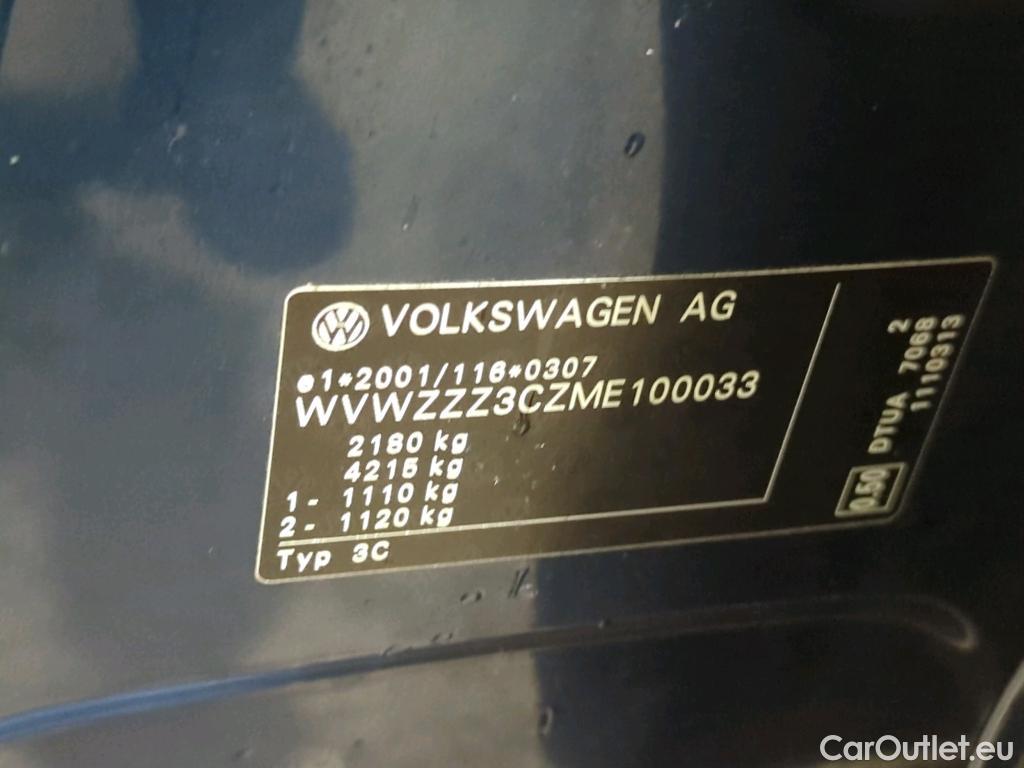 VOLKSWAGEN AG
e1*2001/116*0307
WVWZZZ3CZME100033
2180 kg
4215 kg
1- 1110 kg
2- 1120 kg
Typ 3C
0.50 DTUA 7068 2
1110313
CarOutlet.eu